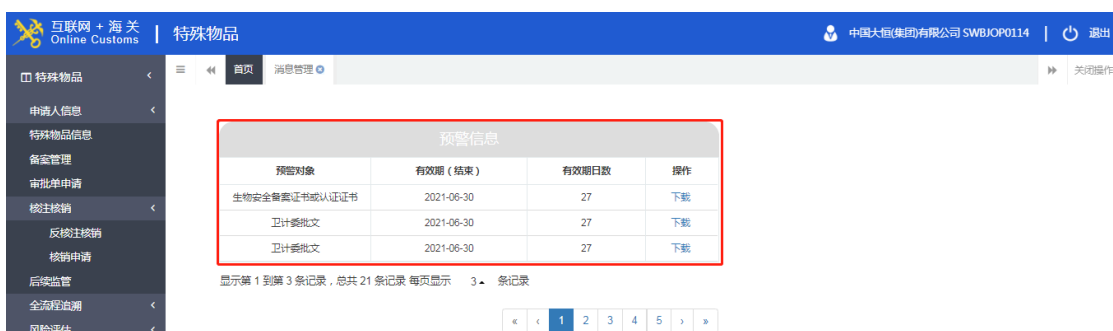 互联网 + 海关 | 特殊物品 中国大恒(集团)有限公司 SWBJOP0114 | 退出
Online Customs
特殊物品 首页 消息管理 关闭操作
申请人信息
特殊物品信息
备案管理
审批单申请
核注核销
反核注核销
核销申请
后续监管
全流程追溯
风险评估
预警信息
预警对象 有效期 ( 结束 ) 有效期日数 操作
生物安全备案证书或认证证书 2021-06-30 27 下载
卫计委批文 2021-06-30 27 下载
卫计委批文 2021-06-30 27 下载
显示第 1 到第 3 条记录，总共 21 条记录 每页显示 3 条记录
« ‹ 1 2 3 4 5 › »